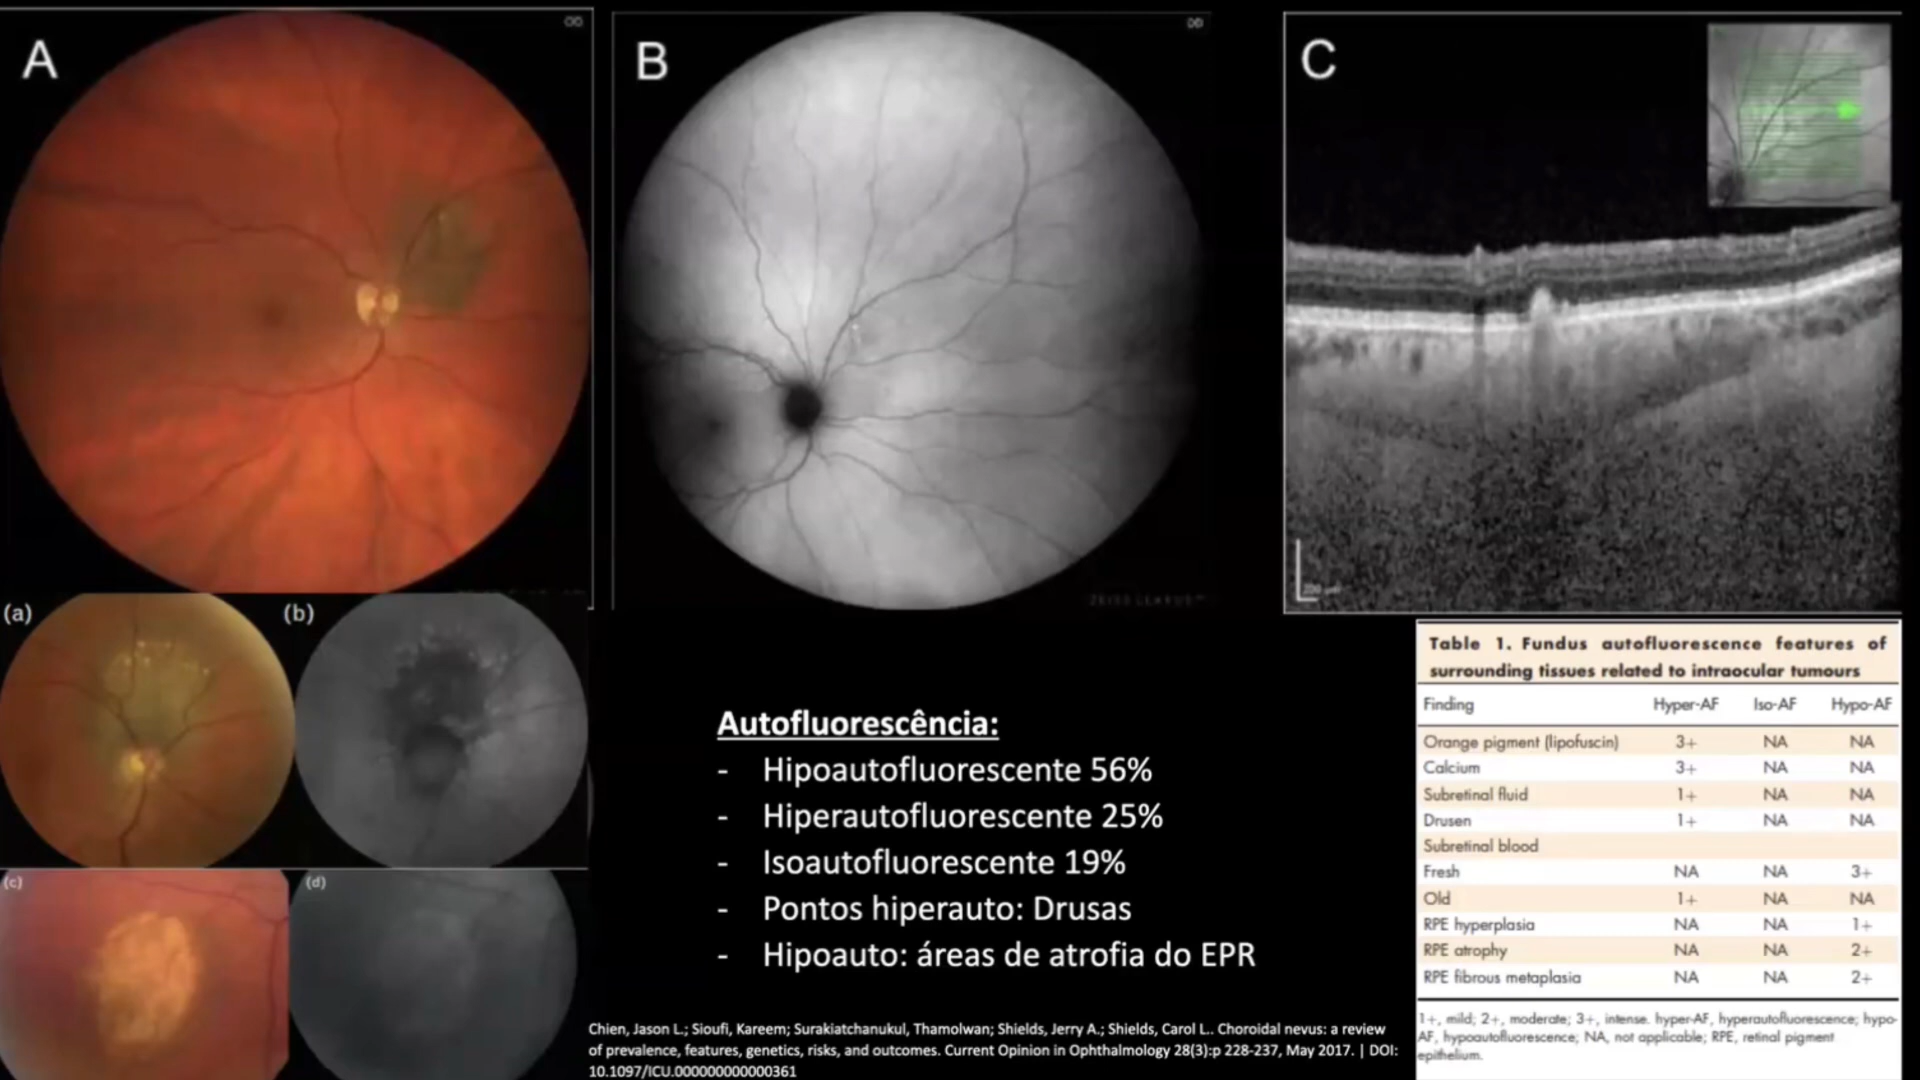 A
OD
B
OD
C
200 µm
ZEISS CLARUS
(a)
(b)
(c)
(d)
Autofluorescência:
- Hipoautofluorescente 56%
- Hiperautofluorescente 25%
- Isoautofluorescente 19%
- Pontos hiperauto: Drusas
- Hipoauto: áreas de atrofia do EPR
Chien, Jason L.; Sioufi, Kareem; Surakiatchanukul, Thamolwan; Shields, Jerry A.; Shields, Carol L.. Choroidal nevus: a review
of prevalence, features, genetics, risks, and outcomes. Current Opinion in Ophthalmology 28(3):p 228-237, May 2017. | DOI:
10.1097/ICU.0000000000000361
Table 1. Fundus autofluorescence features of
surrounding tissues related to intraocular tumours
Finding Hyper-AF Iso-AF Hypo-AF
Orange pigment (lipofuscin) 3+ NA NA
Calcium 3+ NA NA
Subretinal fluid 1+ NA NA
Drusen 1+ NA NA
Subretinal blood
Fresh NA NA 3+
Old 1+ NA NA
RPE hyperplasia NA NA 1+
RPE atrophy NA NA 2+
RPE fibrous metaplasia NA NA 2+
1+, mild; 2+, moderate; 3+, intense. hyper-AF, hyperautofluorescence; hypo-
AF, hypoautofluorescence; NA, not applicable; RPE, retinal pigment
epithelium.